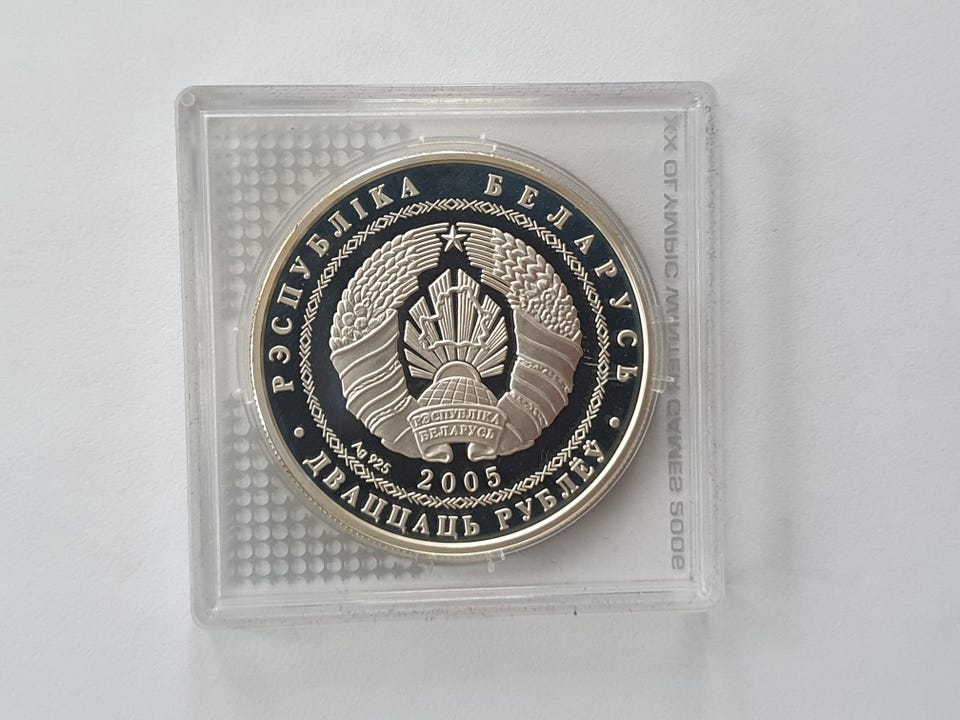 РЭСПУБЛІКА БЕЛАРУСЬ
РЭСПУБЛІКА
БЕЛАРУСЬ
Ag 925
2005
• ДВАЦЦАЦЬ РУБЛЁЎ •
XX OLYMPIC WINTER GAMES 2006